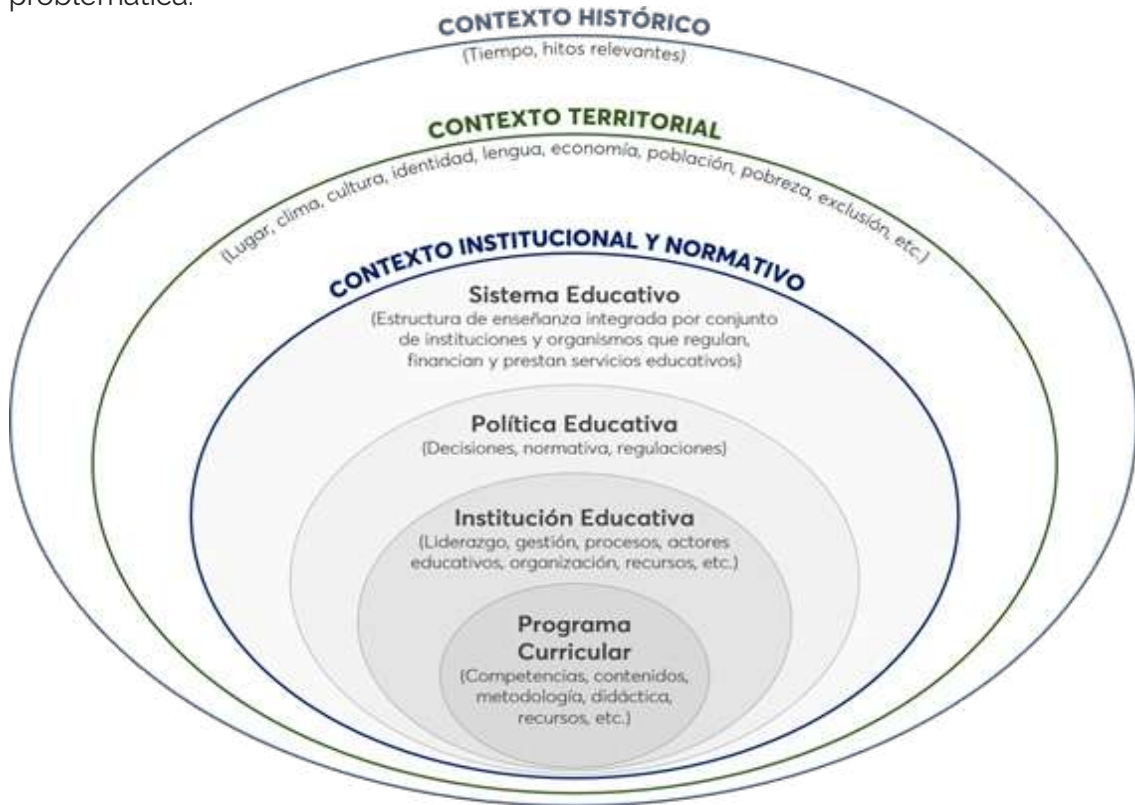 problemática.
CONTEXTO HISTÓRICO
(Tiempo, hitos relevantes)
CONTEXTO TERRITORIAL
(Lugar, clima, cultura, identidad, lengua, economía, población, pobreza, exclusión, etc.)
CONTEXTO INSTITUCIONAL Y NORMATIVO
Sistema Educativo
(Estructura de enseñanza integrada por conjunto
de instituciones y organismos que regulan,
financian y prestan servicios educativos)
Política Educativa
(Decisiones, normativa, regulaciones)
Institución Educativa
(Liderazgo, gestión, procesos, actores
educativos, organización, recursos, etc.)
Programa
Curricular
(Competencias, contenidos,
metodología, didáctica,
recursos, etc.)